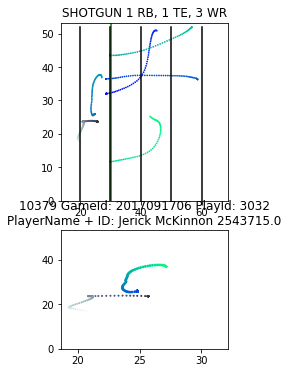 SHOTGUN 1 RB, 1 TE, 3 WR
50
40
30
20
10
0
20 40 60
10379 GameId: 2017091706 PlayId: 3032
PlayerName + ID: Jerick McKinnon 2543715.0
40
20
0
20 25 30